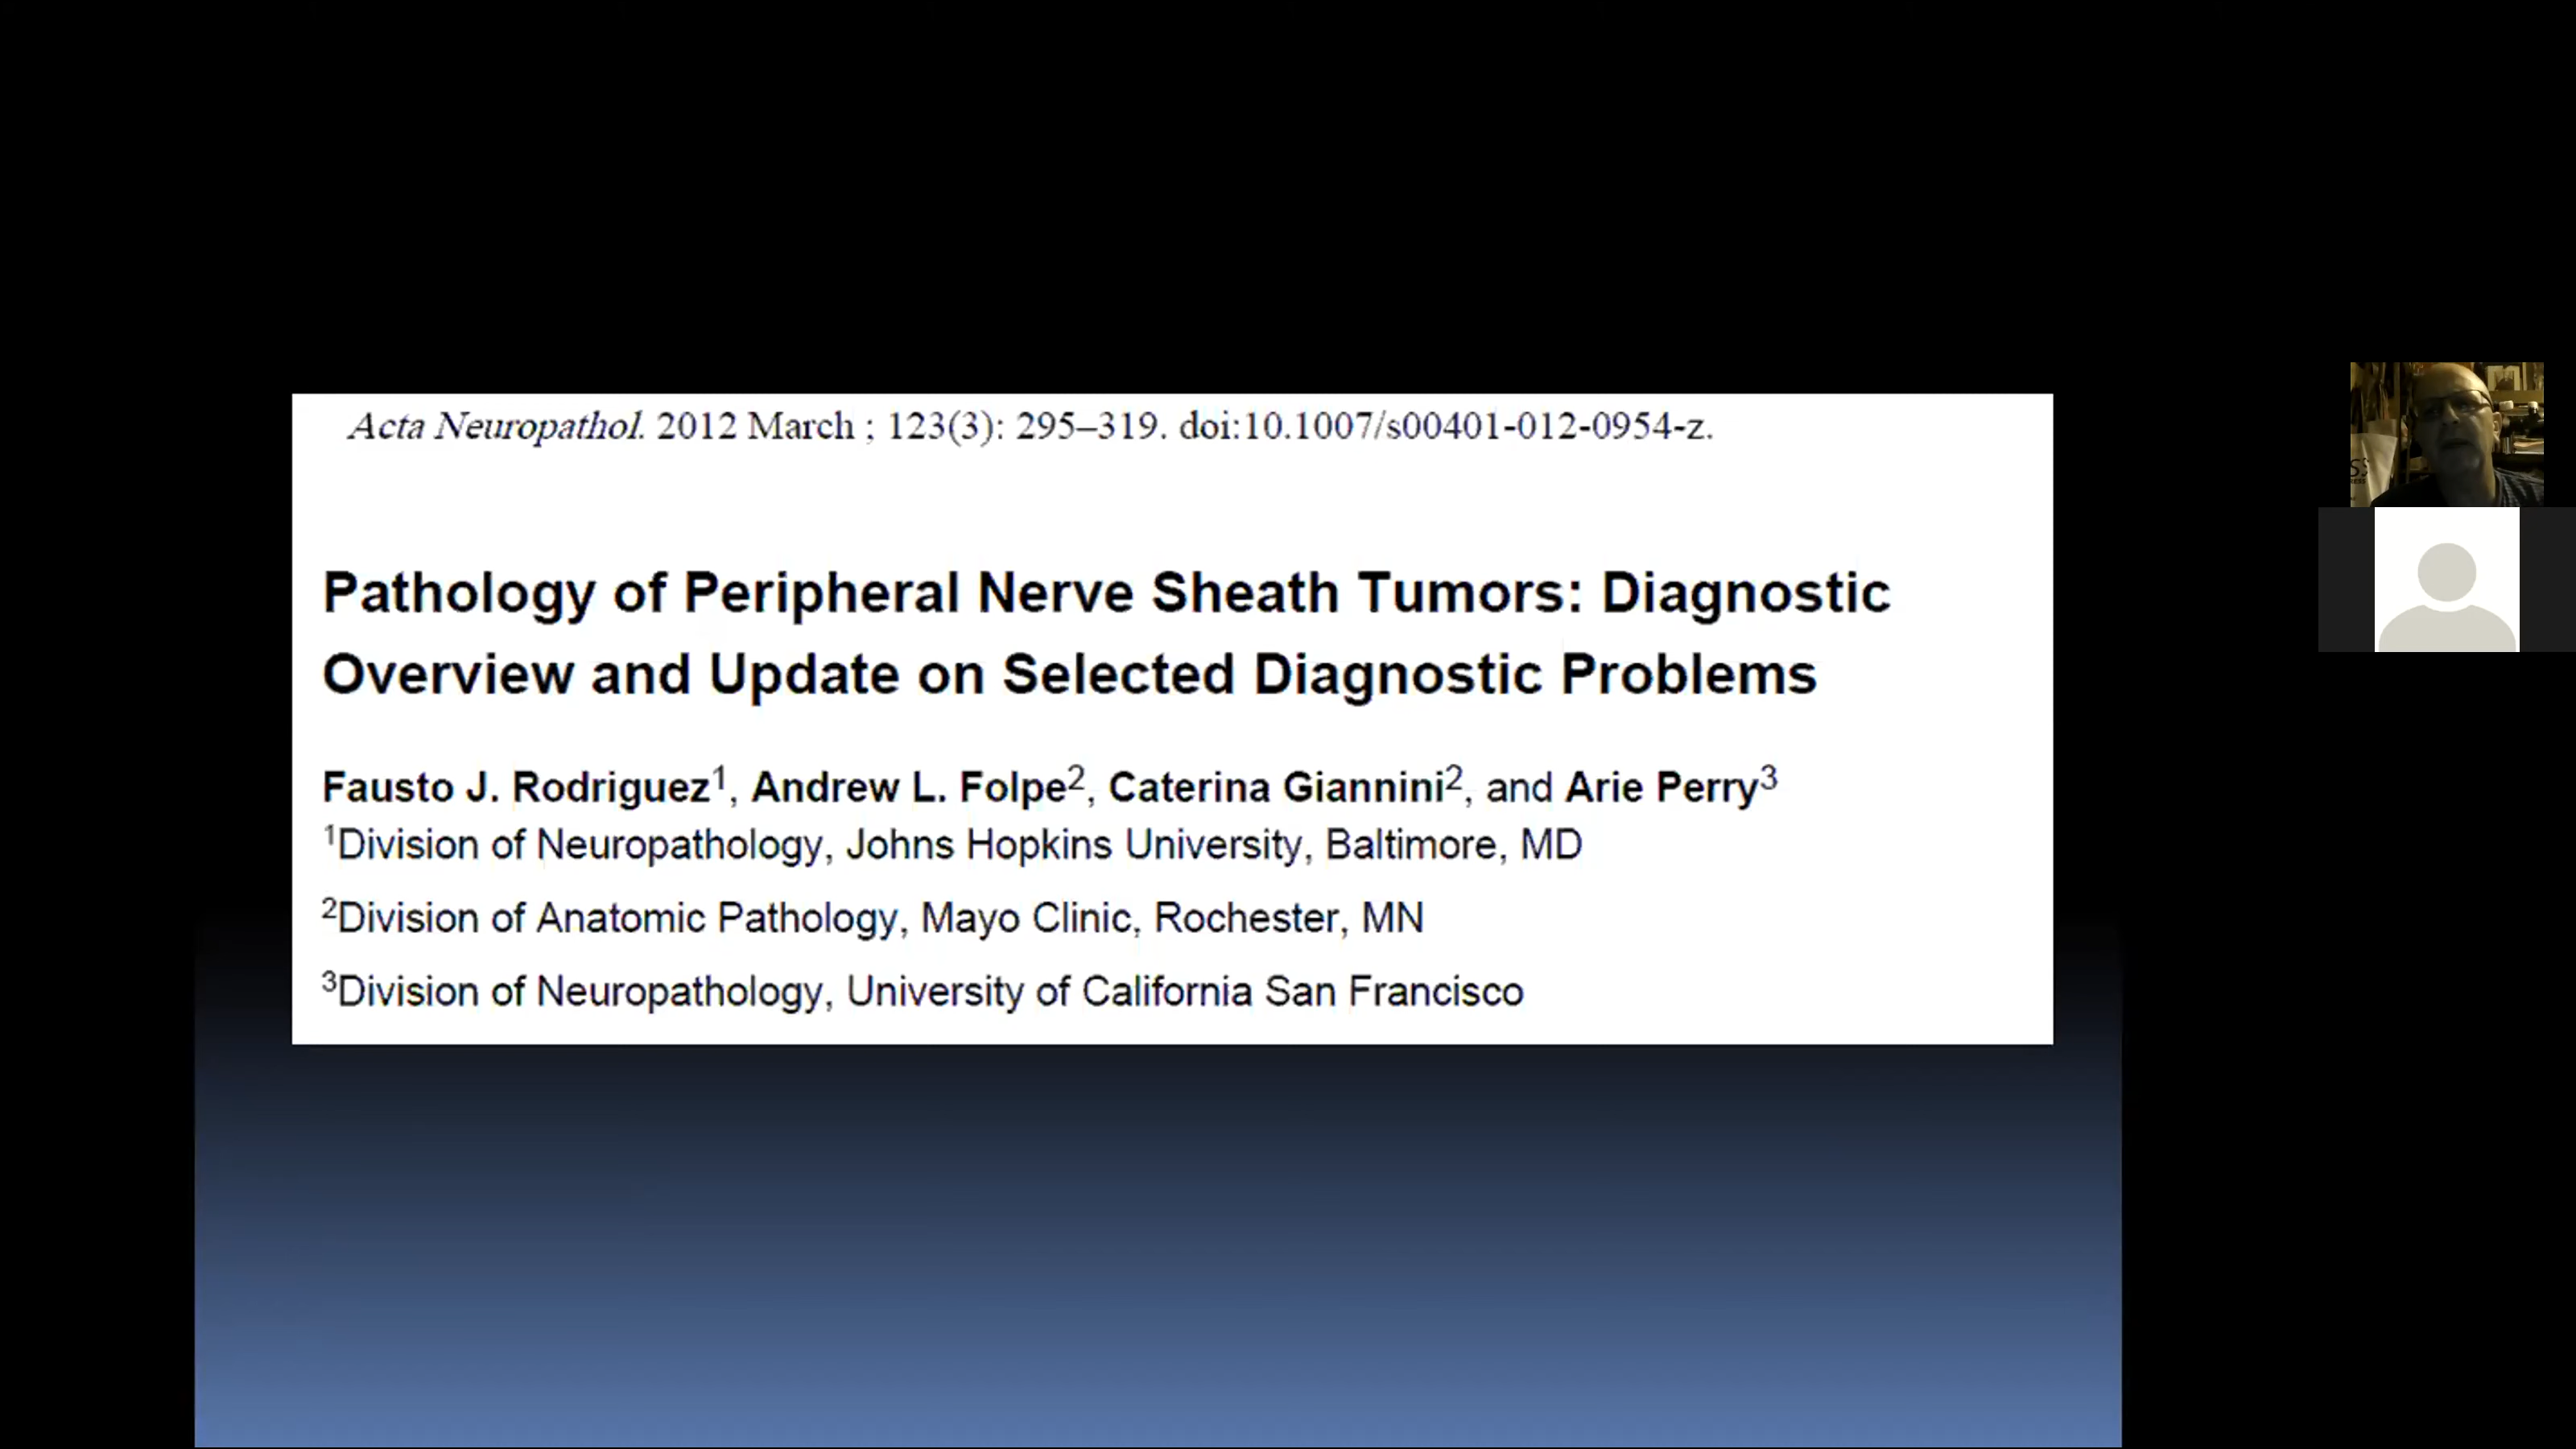 Acta Neuropathol. 2012 March ; 123(3): 295–319. doi:10.1007/s00401-012-0954-z.
Pathology of Peripheral Nerve Sheath Tumors: Diagnostic
Overview and Update on Selected Diagnostic Problems
Fausto J. Rodriguez1, Andrew L. Folpe2, Caterina Giannini2, and Arie Perry3
1Division of Neuropathology, Johns Hopkins University, Baltimore, MD
2Division of Anatomic Pathology, Mayo Clinic, Rochester, MN
3Division of Neuropathology, University of California San Francisco